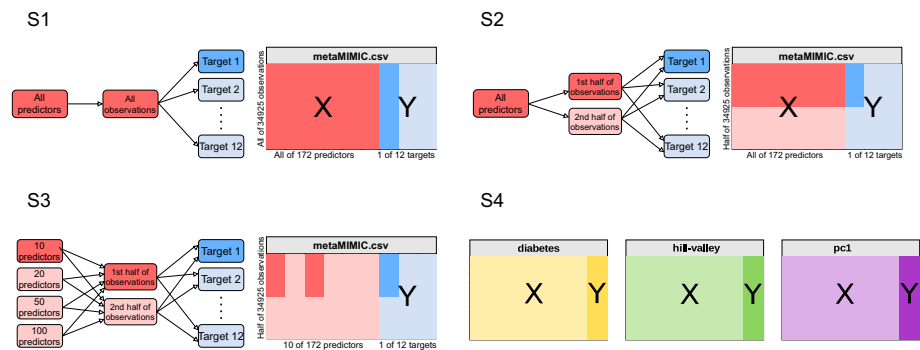 S1
All
predictors
All
observations
Target 1
Target 2
Target 12
metaMIMIC.csv
All of 34925 observations
X
Y
All of 172 predictors
1 of 12 targets
S2
All
predictors
1st half of
observations
2nd half of
observations
Target 1
Target 2
Target 12
metaMIMIC.csv
Half of 34925 observations
X
Y
All of 172 predictors
1 of 12 targets
S3
10
predictors
20
predictors
50
predictors
100
predictors
1st half of
observations
2nd half of
observations
Target 1
Target 2
Target 12
metaMIMIC.csv
Half of 34925 observations
X
Y
10 of 172 predictors
1 of 12 targets
S4
diabetes
X
Y
hill-valley
X
Y
pc1
X
Y